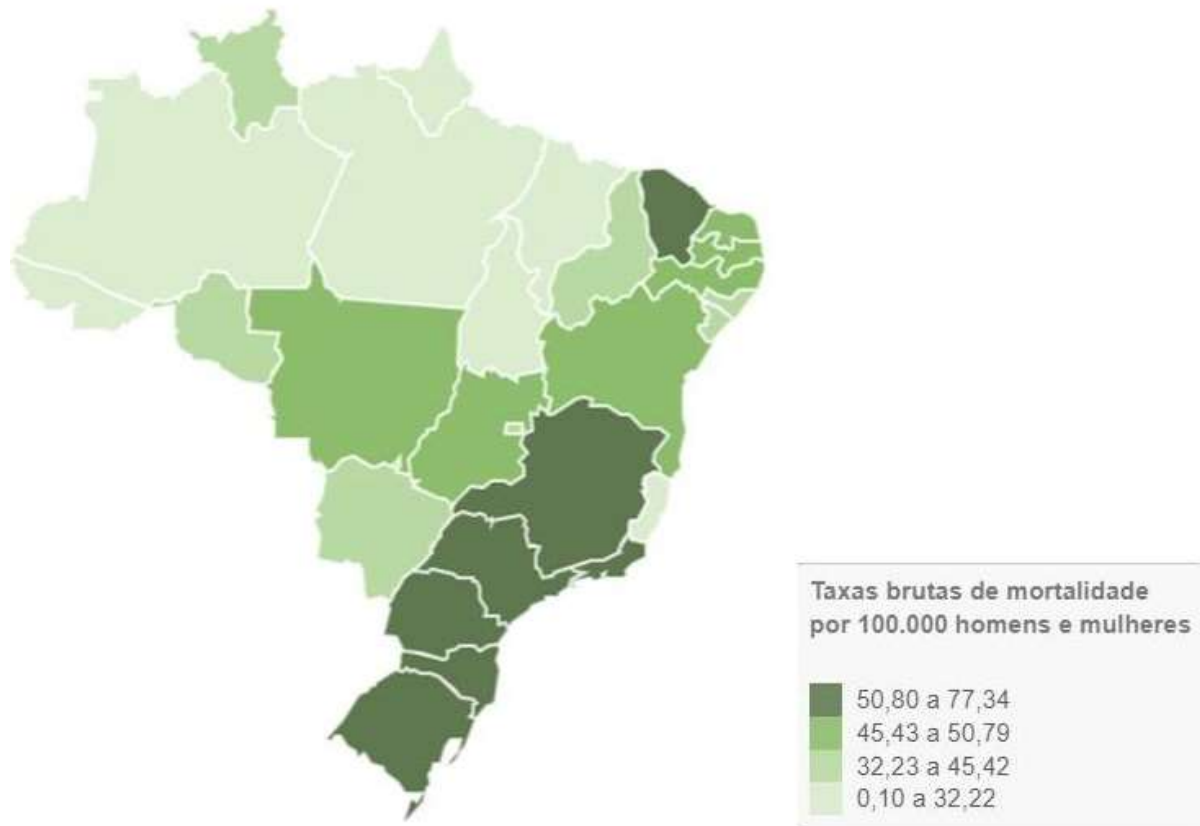 Taxas brutas de mortalidade
por 100.000 homens e mulheres
50,80 a 77,34
45,43 a 50,79
32,23 a 45,42
0,10 a 32,22